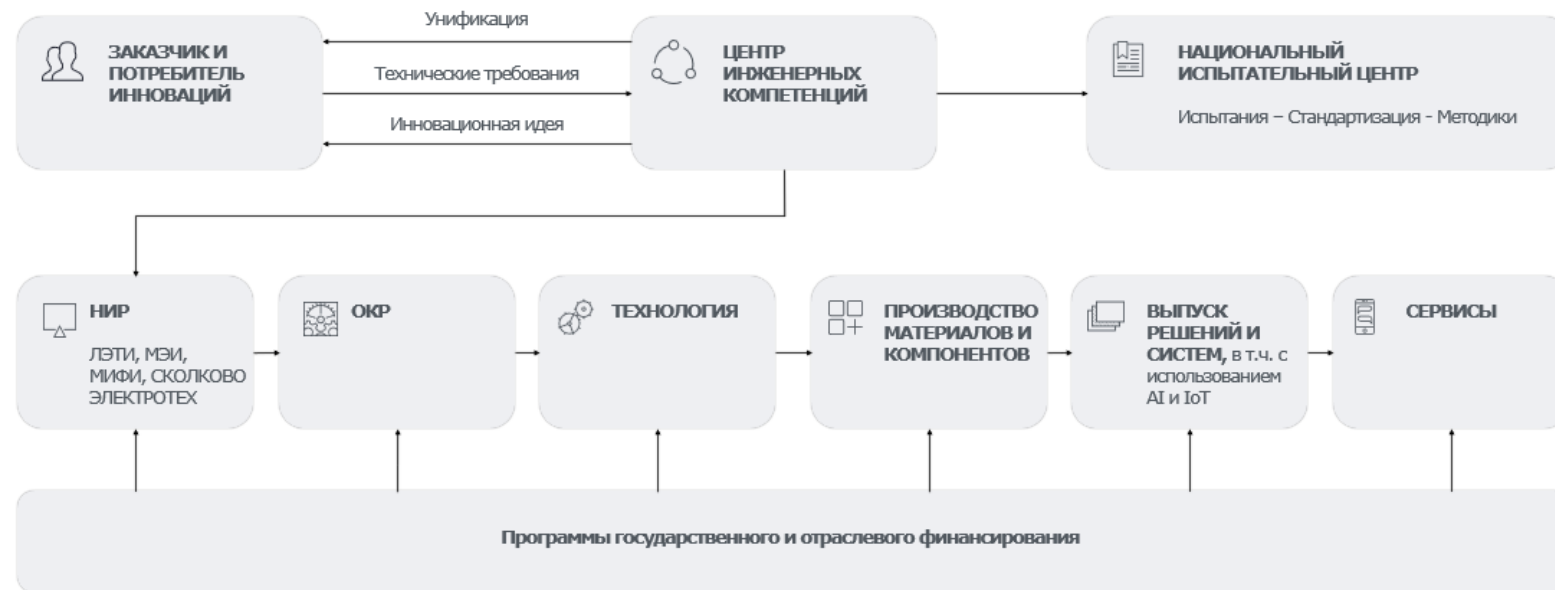 Унификация
ЗАКАЗЧИК И
ПОТРЕБИТЕЛЬ
ИННОВАЦИЙ
Технические требования
Инновационная идея
ЦЕНТР
ИНЖЕНЕРНЫХ
КОМПЕТЕНЦИЙ
НАЦИОНАЛЬНЫЙ
ИСПЫТАТЕЛЬНЫЙ ЦЕНТР
Испытания – Стандартизация - Методики
НИР
ЛЭТИ, МЭИ,
МИФИ, СКОЛКОВО
ЭЛЕКТРОТЕХ
ОКР
ТЕХНОЛОГИЯ
ПРОИЗВОДСТВО
МАТЕРИАЛОВ И
КОМПОНЕНТОВ
ВЫПУСК
РЕШЕНИЙ И
СИСТЕМ, в т.ч. с
использованием
AI и IoT
СЕРВИСЫ
Программы государственного и отраслевого финансирования